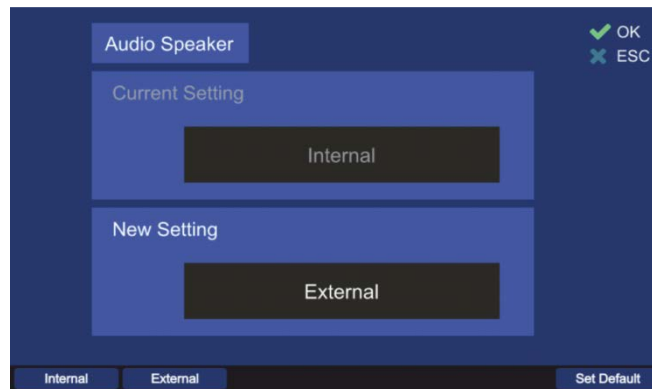 Audio Speaker
OK
ESC
Current Setting
Internal
New Setting
External
Internal External Set Default